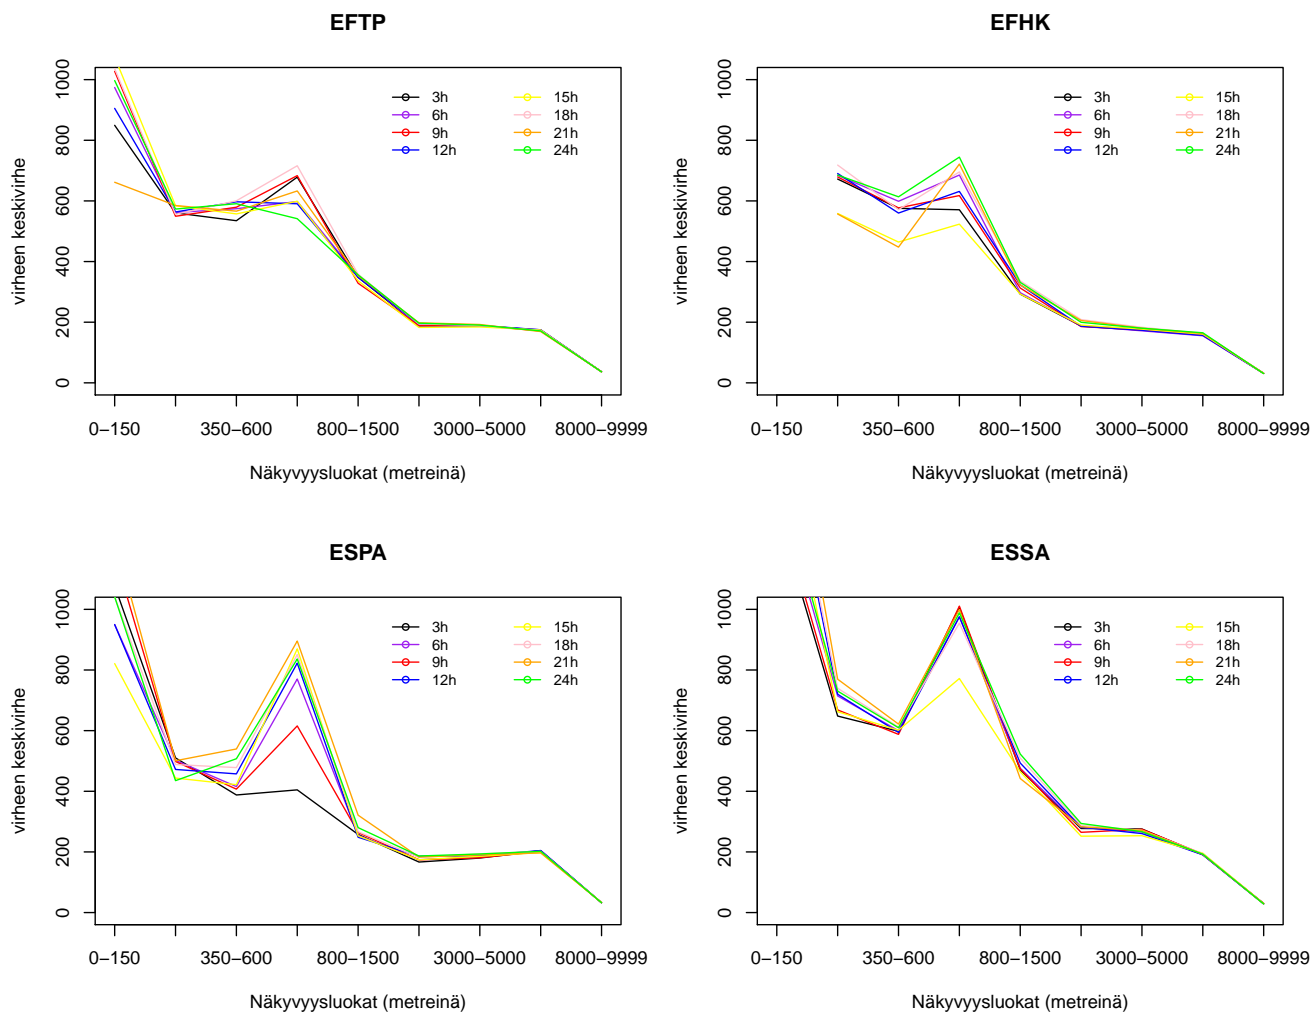 EFTP
virheen keskivirhe
1000
800
600
400
200
0
3h
6h
9h
12h
15h
18h
21h
24h
0−150
350−600
800−1500
3000−5000
8000−9999
Näkyvyysluokat (metreinä)
EFHK
virheen keskivirhe
1000
800
600
400
200
0
3h
6h
9h
12h
15h
18h
21h
24h
0−150
350−600
800−1500
3000−5000
8000−9999
Näkyvyysluokat (metreinä)
ESPA
virheen keskivirhe
1000
800
600
400
200
0
3h
6h
9h
12h
15h
18h
21h
24h
0−150
350−600
800−1500
3000−5000
8000−9999
Näkyvyysluokat (metreinä)
ESSA
virheen keskivirhe
1000
800
600
400
200
0
3h
6h
9h
12h
15h
18h
21h
24h
0−150
350−600
800−1500
3000−5000
8000−9999
Näkyvyysluokat (metreinä)